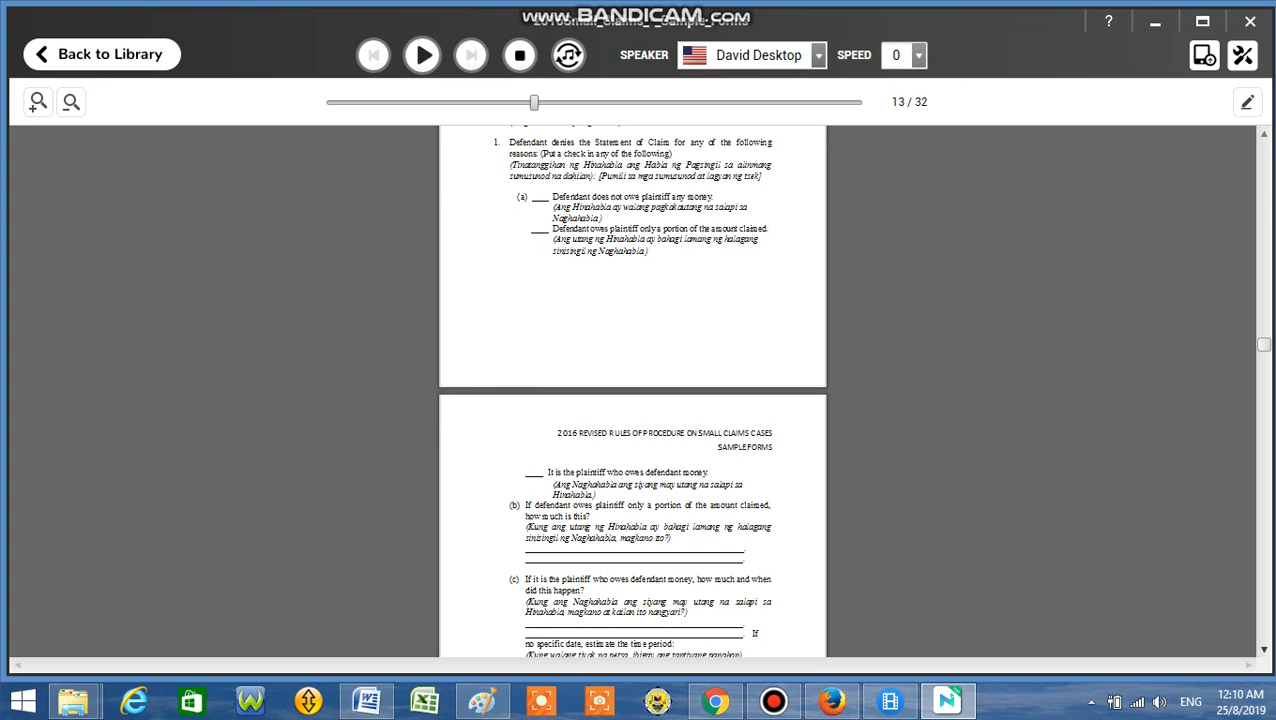 www.BANDICAM.com
Back to Library
SPEAKER
David Desktop
SPEED
0
13 / 32
1. Defendant denies the Statement of Claim for any of the following
reasons: (Put a check in any of the following)
(Tinatanggihan ng Hinahabla ang Habla ng Pagsingil sa alinmang
sumusunod na dahilan): [Pumili sa mga sumusunod at lagyan ng tsek]
(a) ____ Defendant does not owe plaintiff any money.
(Ang Hinahabla ay walang pagkakautang na salapi sa
Naghahabla.)
____ Defendant owes plaintiff only a portion of the amount claimed.
(Ang utang ng Hinahabla ay bahagi lamang ng halagang
sinisingil ng Naghahabla.)
2016 REVISED RULES OF PROCEDURE ON SMALL CLAIMS CASES
SAMPLE FORMS
____ It is the plaintiff who owes defendant money.
(Ang Naghahabla ang siyang may utang na salapi sa
Hinahabla.)
(b) If defendant owes plaintiff only a portion of the amount claimed,
how much is this?
(Kung ang utang ng Hinahabla ay bahagi lamang ng halagang
sinisingil ng Naghahabla, magkano ito?)
(c) If it is the plaintiff who owes defendant money, how much and when
did this happen?
(Kung ang Naghahabla ang siyang may utang na salapi sa
Hinahabla, magkano at kailan ito nangyari?)
If
no specific date, estimate the time period:
(Kung walang tiyak na petsa, ibigay ang tantiyang panahon)
ENG
12:10 AM
25/8/2019